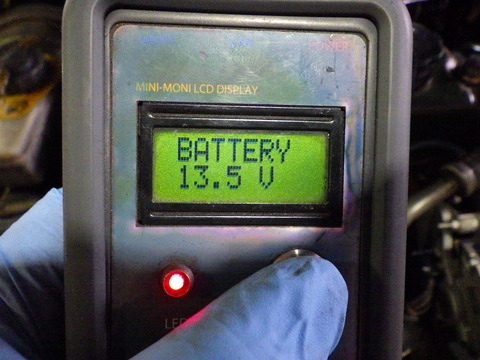 MINI-MONI LCD DISPLAY
BATTERY
13.5 V